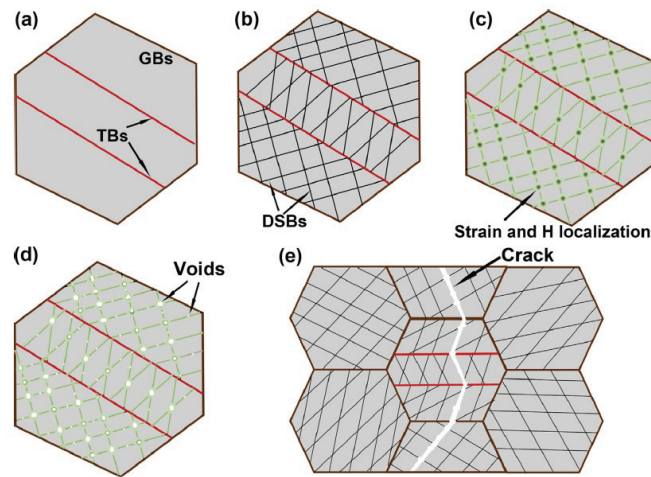 (a)
GBs
TBs
(b)
DSBs
(c)
Strain and H localization
(d)
Voids
(e)
Crack